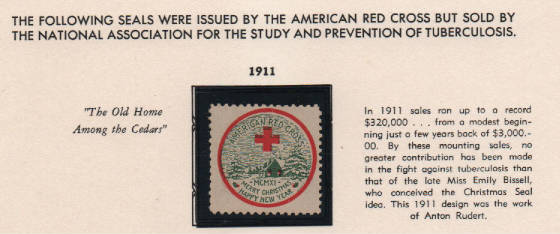 THE FOLLOWING SEALS WERE ISSUED BY THE AMERICAN RED CROSS BUT SOLD BY
THE NATIONAL ASSOCIATION FOR THE STUDY AND PREVENTION OF TUBERCULOSIS.
1911
"The Old Home
Among the Cedars"
AMERICAN RED CROSS
MCMXI
MERRY CHRISTMAS
HAPPY NEW YEAR
In 1911 sales ran up to a record
$320,000 . . . from a modest begin-
ning just a few years back of $3,000.-
00. By these mounting sales, no
greater contribution has been made
in the fight against tuberculosis than
that of the late Miss Emily Bissell,
who conceived the Christmas Seal
idea. This 1911 design was the work
of Anton Rudert.